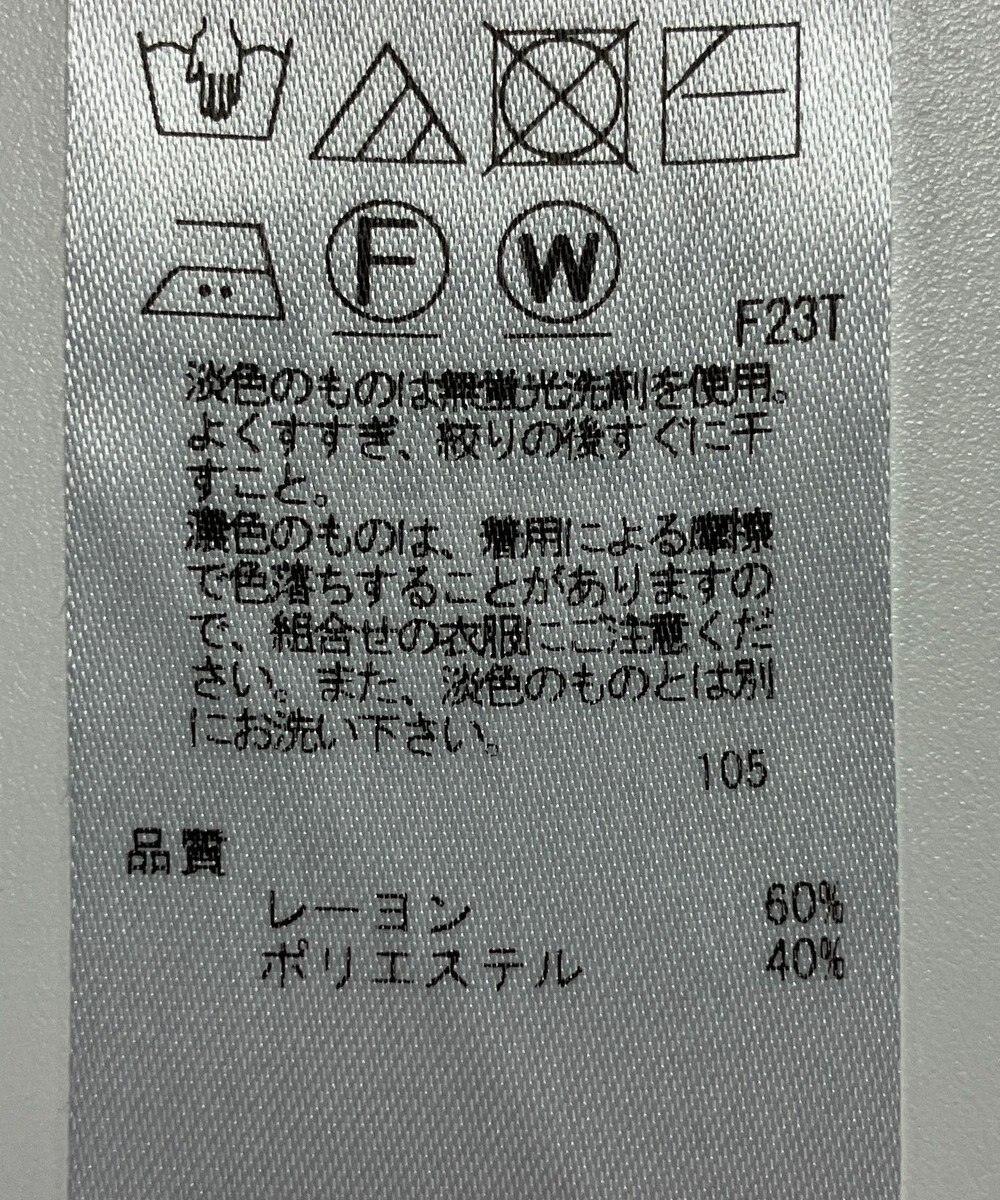 F W
F23T
淡色のものは無蛍光洗剤を使用。
よくすすぎ、絞りの後すぐに干
すこと。
濃色のものは、着用による摩擦
で色落ちすることがありますの
で、組合せの衣服にご注意くだ
さい。また、淡色のものとは別
にお洗い下さい。
105
品質
レーヨン 60%
ポリエステル 40%